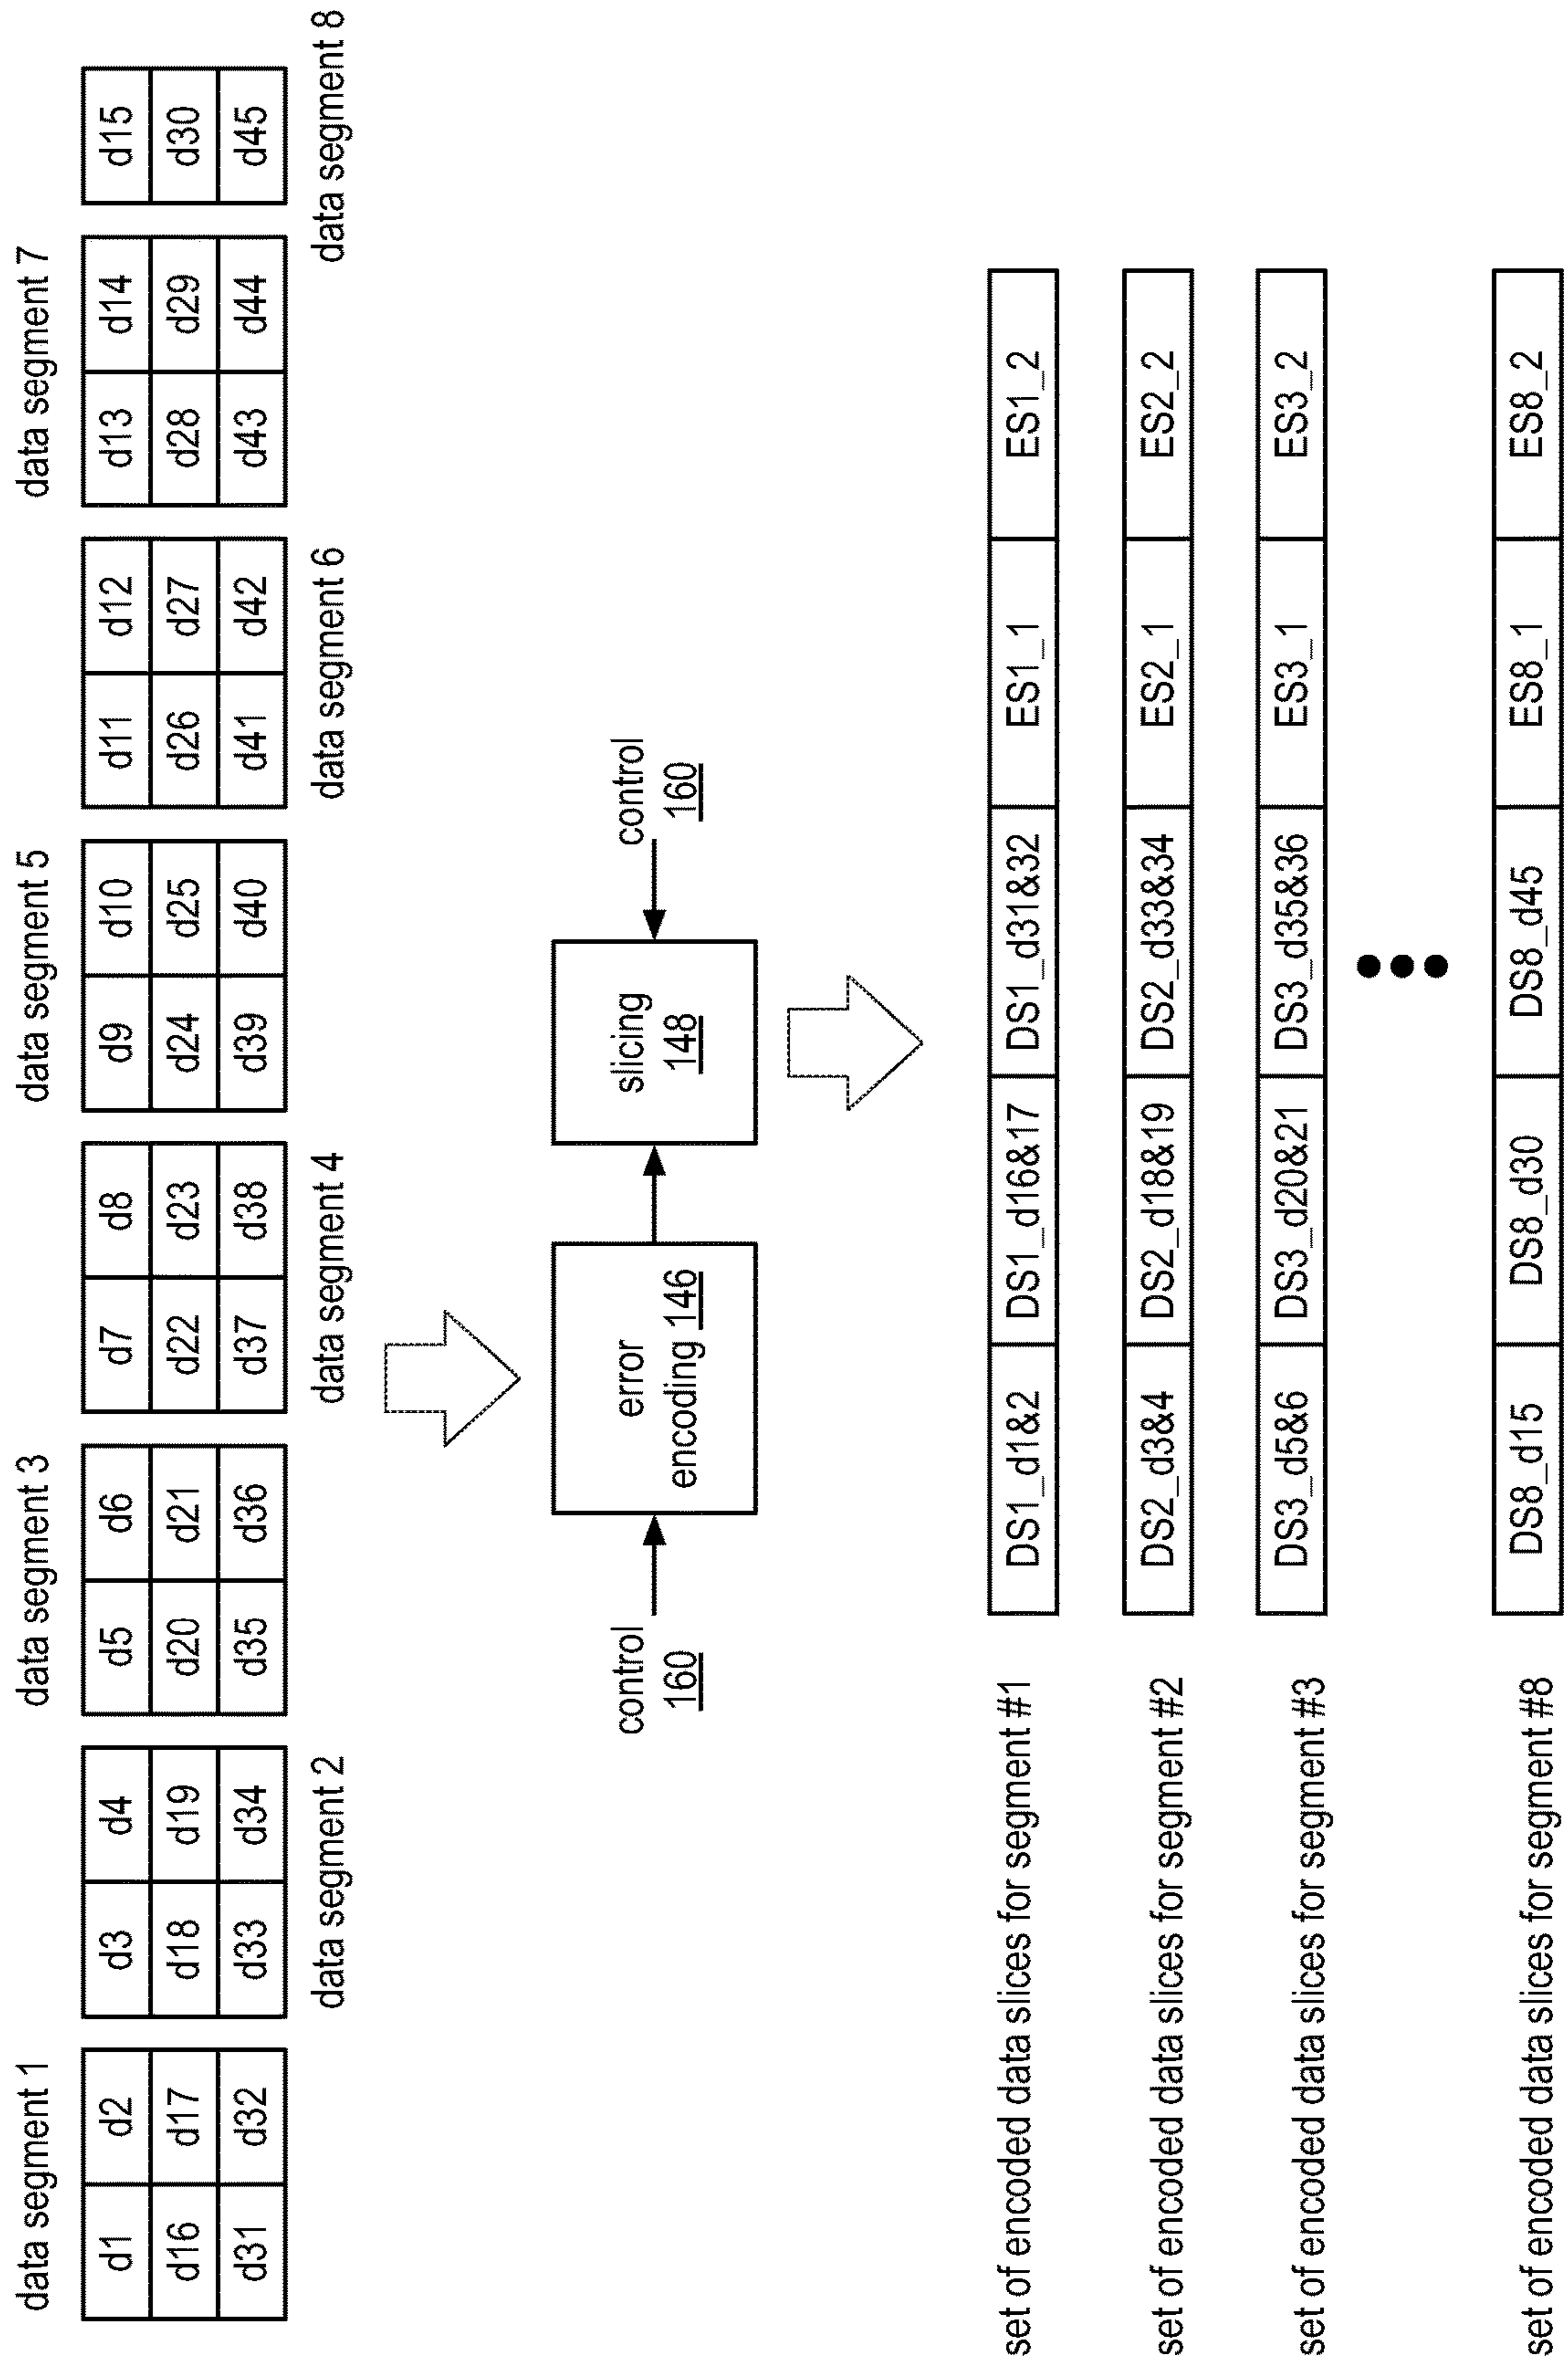 data segment 1 data segment 3 data segment 5 data segment 7
d1 d2 d3 d4 d5 d6 d7 d8 d9 d10 d11 d12 d13 d14 d15
d16 d17 d18 d19 d20 d21 d22 d23 d24 d25 d26 d27 d28 d29 d30
d31 d32 d33 d34 d35 d36 d37 d38 d39 d40 d41 d42 d43 d44 d45
data segment 2 data segment 4 data segment 6 data segment 8
control
160
error
encoding 146
slicing
148
control
160
set of encoded data slices for segment #1 DS1_d1&2 DS1_d16&17 DS1_d31&32 ES1_1 ES1_2
set of encoded data slices for segment #2 DS2_d3&4 DS2_d18&19 DS2_d33&34 ES2_1 ES2_2
set of encoded data slices for segment #3 DS3_d5&6 DS3_d20&21 DS3_d35&36 ES3_1 ES3_2
set of encoded data slices for segment #8 DS8_d15 DS8_d30 DS8_d45 ES8_1 ES8_2